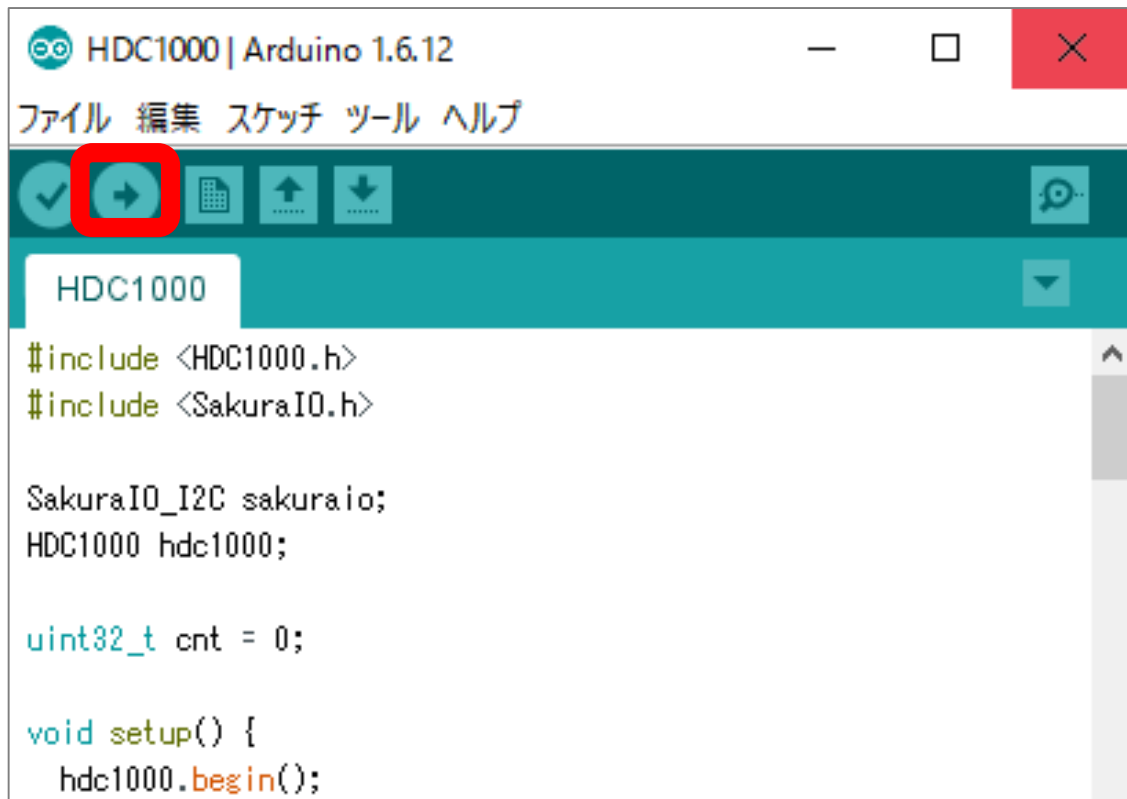 HDC1000 | Arduino 1.6.12
ファイル 編集 スケッチ ツール ヘルプ
HDC1000
#include <HDC1000.h>
#include <SakuraIO.h>
SakuraIO_I2C sakuraio;
HDC1000 hdc1000;
uint32_t cnt = 0;
void setup() {
hdc1000.begin();